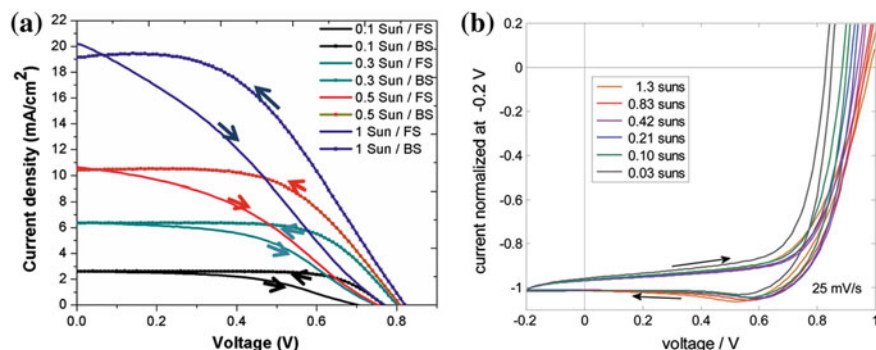 (a)
Current density (mA/cm²)
22
20
18
16
14
12
10
8
6
4
2
0
0.0 0.2 0.4 0.6 0.8
Voltage (V)
0.1 Sun / FS
0.1 Sun / BS
0.3 Sun / FS
0.3 Sun / BS
0.5 Sun / FS
0.5 Sun / BS
1 Sun / FS
1 Sun / BS
(b)
current normalized at -0.2 V
0.2
0
-0.2
-0.4
-0.6
-0.8
-1
-0.2 0 0.2 0.4 0.6 0.8 1
voltage / V
1.3 suns
0.83 suns
0.42 suns
0.21 suns
0.10 suns
0.03 suns
25 mV/s